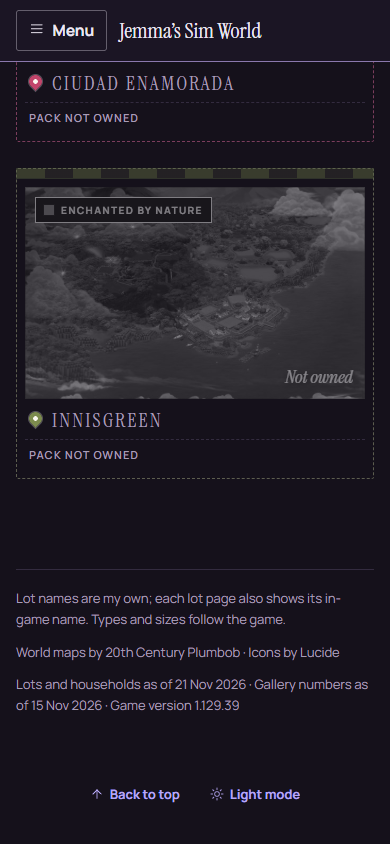 Menu
Jemma's Sim World
CIUDAD ENAMORADA
PACK NOT OWNED
ENCHANTED BY NATURE
Not owned
INNISGREEN
PACK NOT OWNED
Lot names are my own; each lot page also shows its in-
game name. Types and sizes follow the game.
World maps by 20th Century Plumbob · Icons by Lucide
Lots and households as of 21 Nov 2026 · Gallery numbers as
of 15 Nov 2026 · Game version 1.129.39
Back to top
Light mode